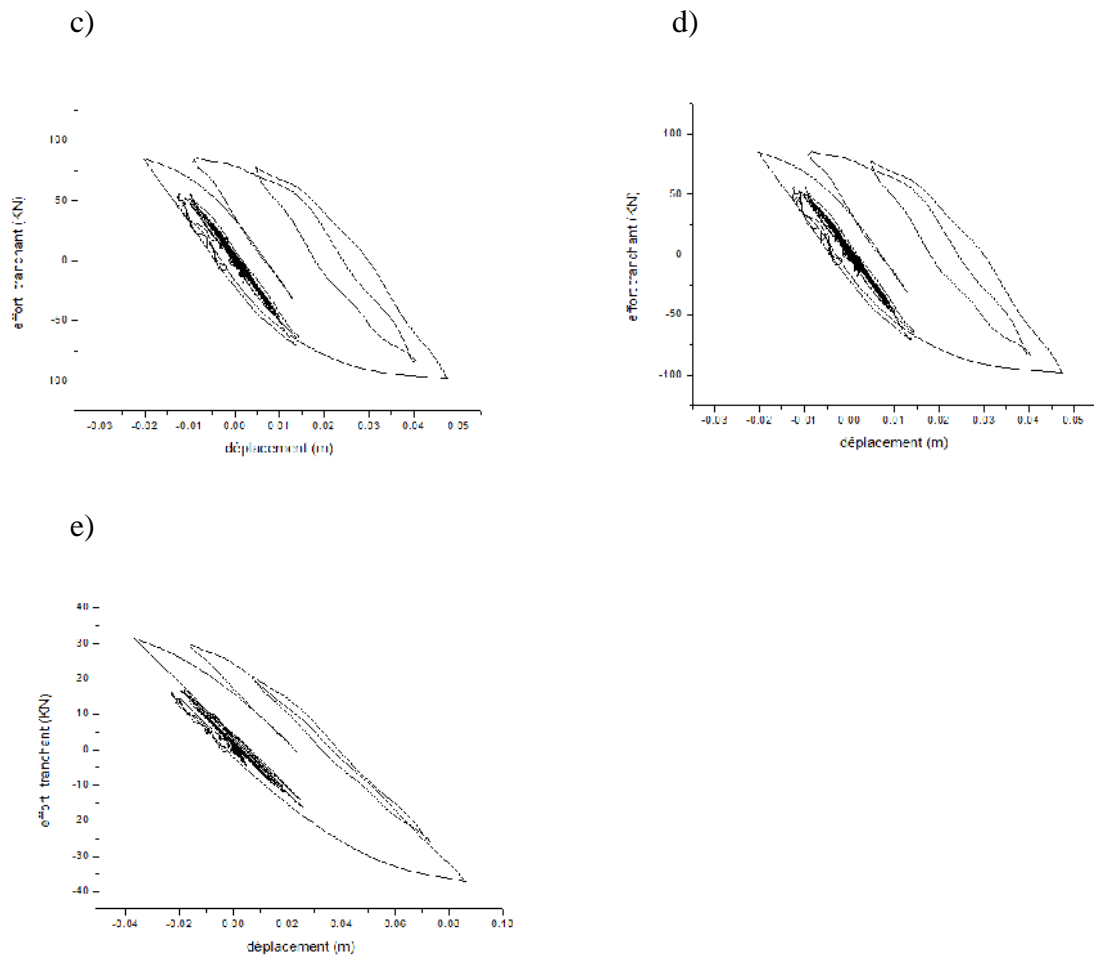 c)
d)
100
50
0
-50
100
-0.03 -0.02 -0.01 0.00 0.01 0.02 0.03 0.04 0.05
effort tranchant (KN)
déplacement (m)
100
50
0
-50
-100
-0.03 -0.02 -0.01 0.00 0.01 0.02 0.03 0.04 0.05
effort tranchant (KN)
déplacement (m)
e)
40
30
20
10
0
-10
-20
-30
-40
-0.04 -0.02 0.00 0.02 0.04 0.06 0.08 0.10
effort tranchant (KN)
déplacement (m)